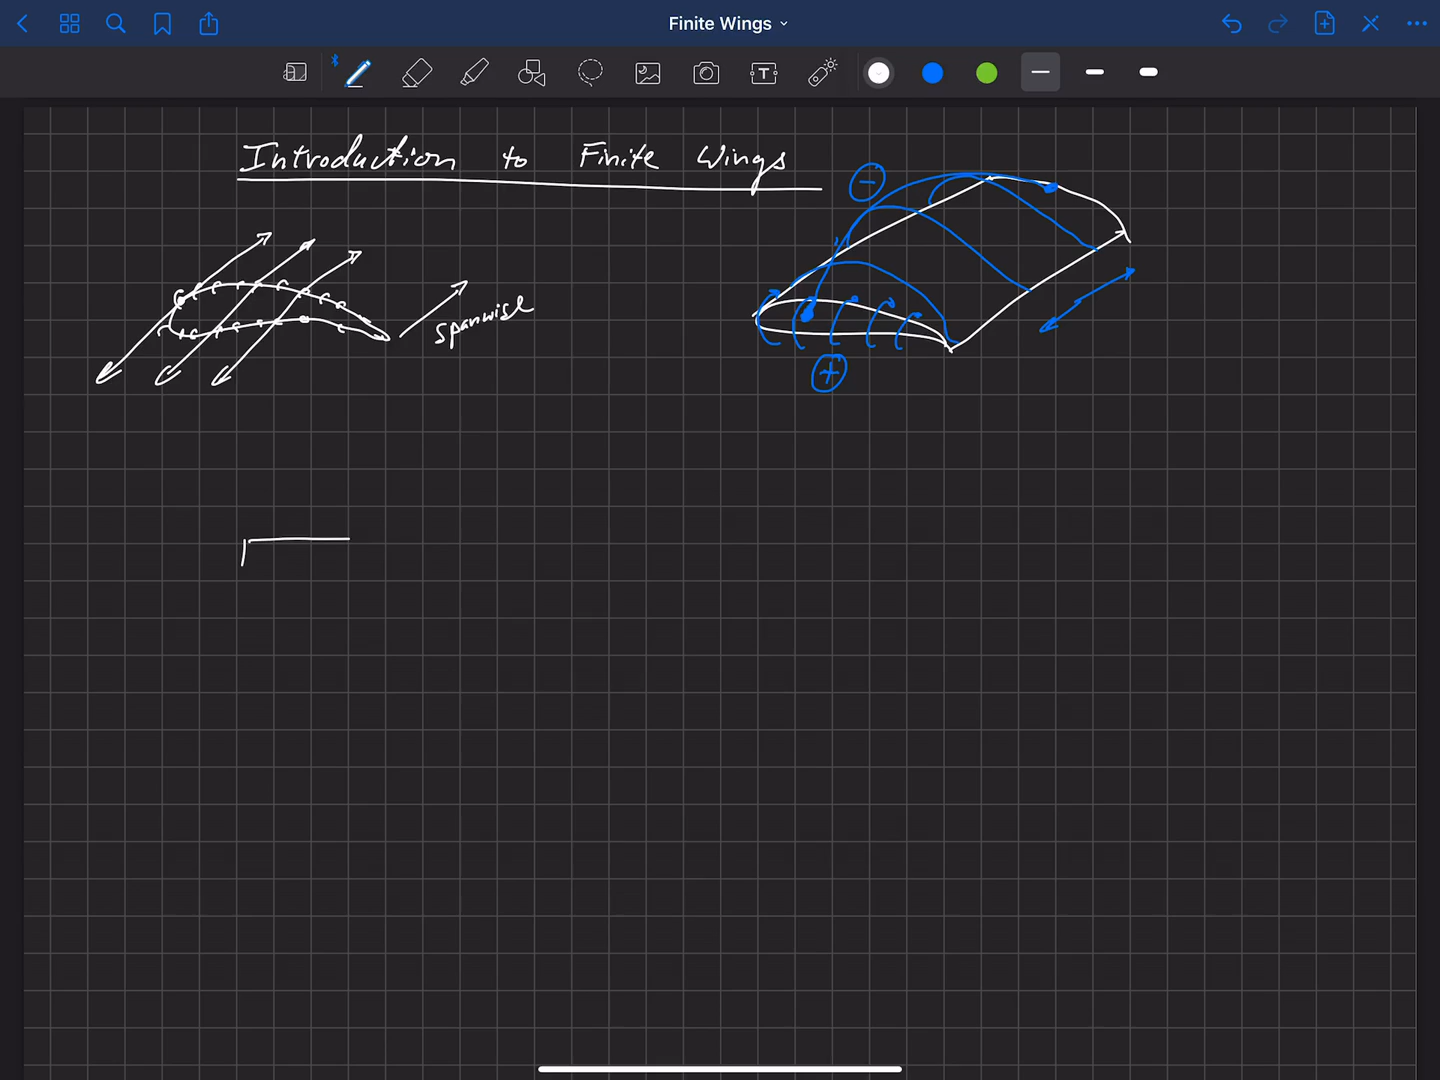 Finite Wings
Introduction to Finite Wings
spanwise
−
+